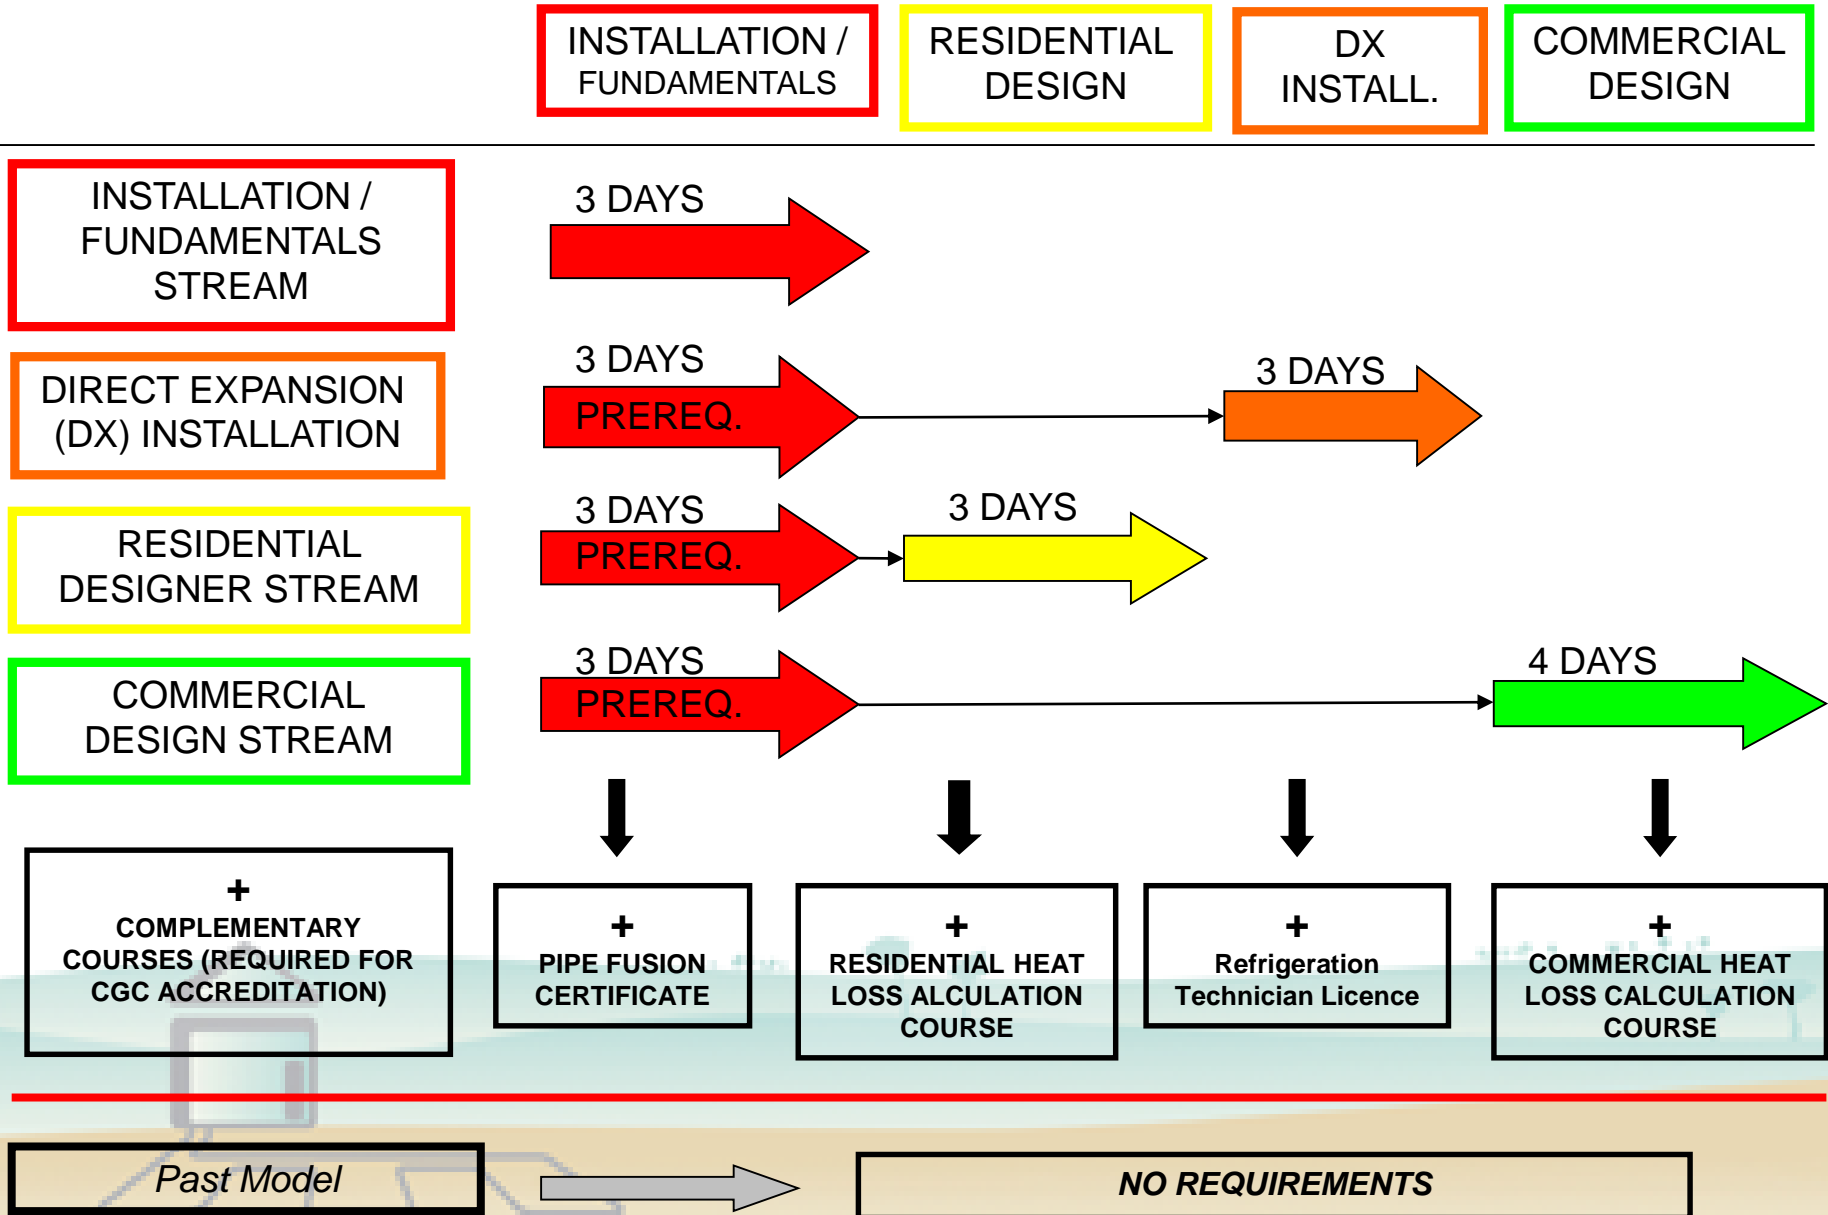 INSTALLATION /
FUNDAMENTALS
RESIDENTIAL
DESIGN
DX
INSTALL.
COMMERCIAL
DESIGN
INSTALLATION /
FUNDAMENTALS
STREAM
3 DAYS
DIRECT EXPANSION
(DX) INSTALLATION
3 DAYS
PREREQ.
3 DAYS
RESIDENTIAL
DESIGNER STREAM
3 DAYS
PREREQ.
3 DAYS
COMMERCIAL
DESIGN STREAM
3 DAYS
PREREQ.
4 DAYS
+
COMPLEMENTARY
COURSES (REQUIRED FOR
CGC ACCREDITATION)
+
PIPE FUSION
CERTIFICATE
+
RESIDENTIAL HEAT
LOSS ALCULATION
COURSE
+
Refrigeration
Technician Licence
+
COMMERCIAL HEAT
LOSS CALCULATION
COURSE
Past Model
NO REQUIREMENTS